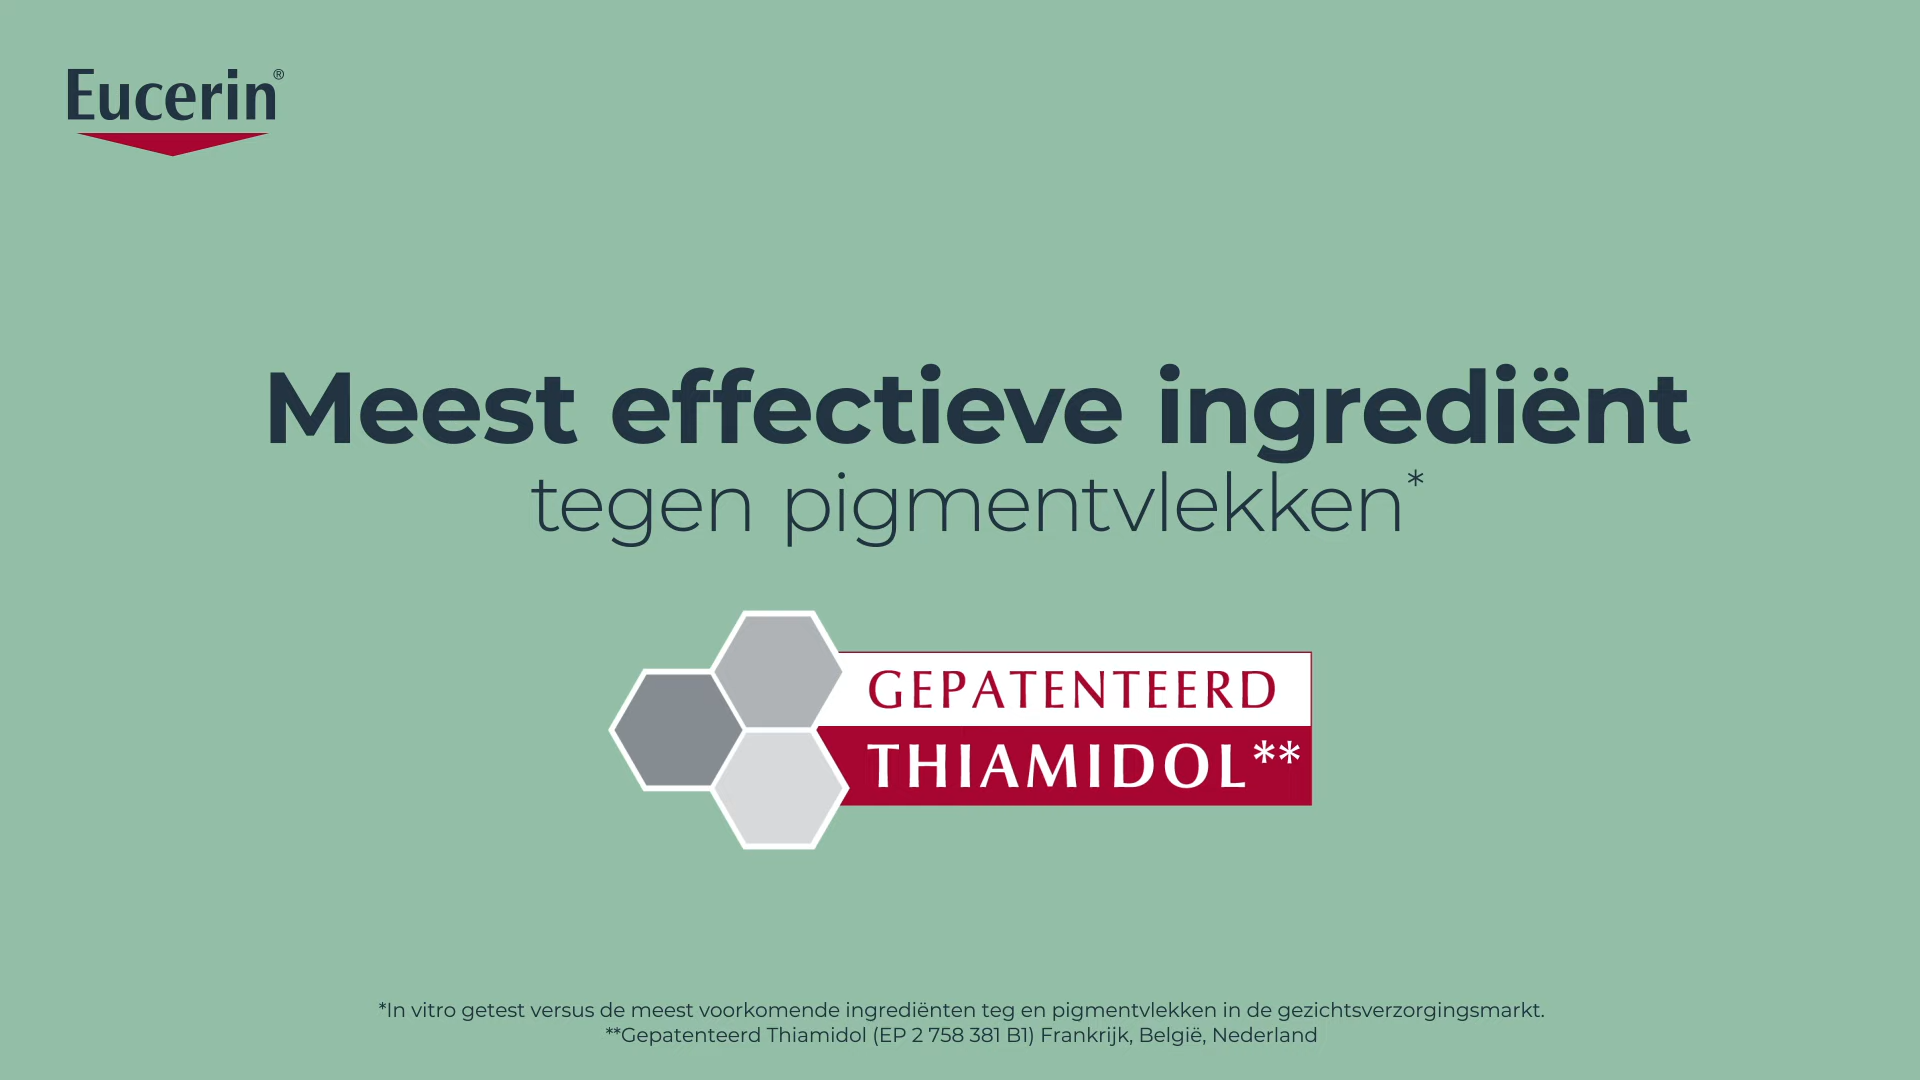 Eucerin®
Meest effectieve ingrediënt
tegen pigmentvlekken*
GEPATENTEERD
THIAMIDOL**
*In vitro getest versus de meest voorkomende ingrediënten teg en pigmentvlekken in de gezichtsverzorgingsmarkt.
**Gepatenteerd Thiamidol (EP 2 758 381 B1) Frankrijk, België, Nederland